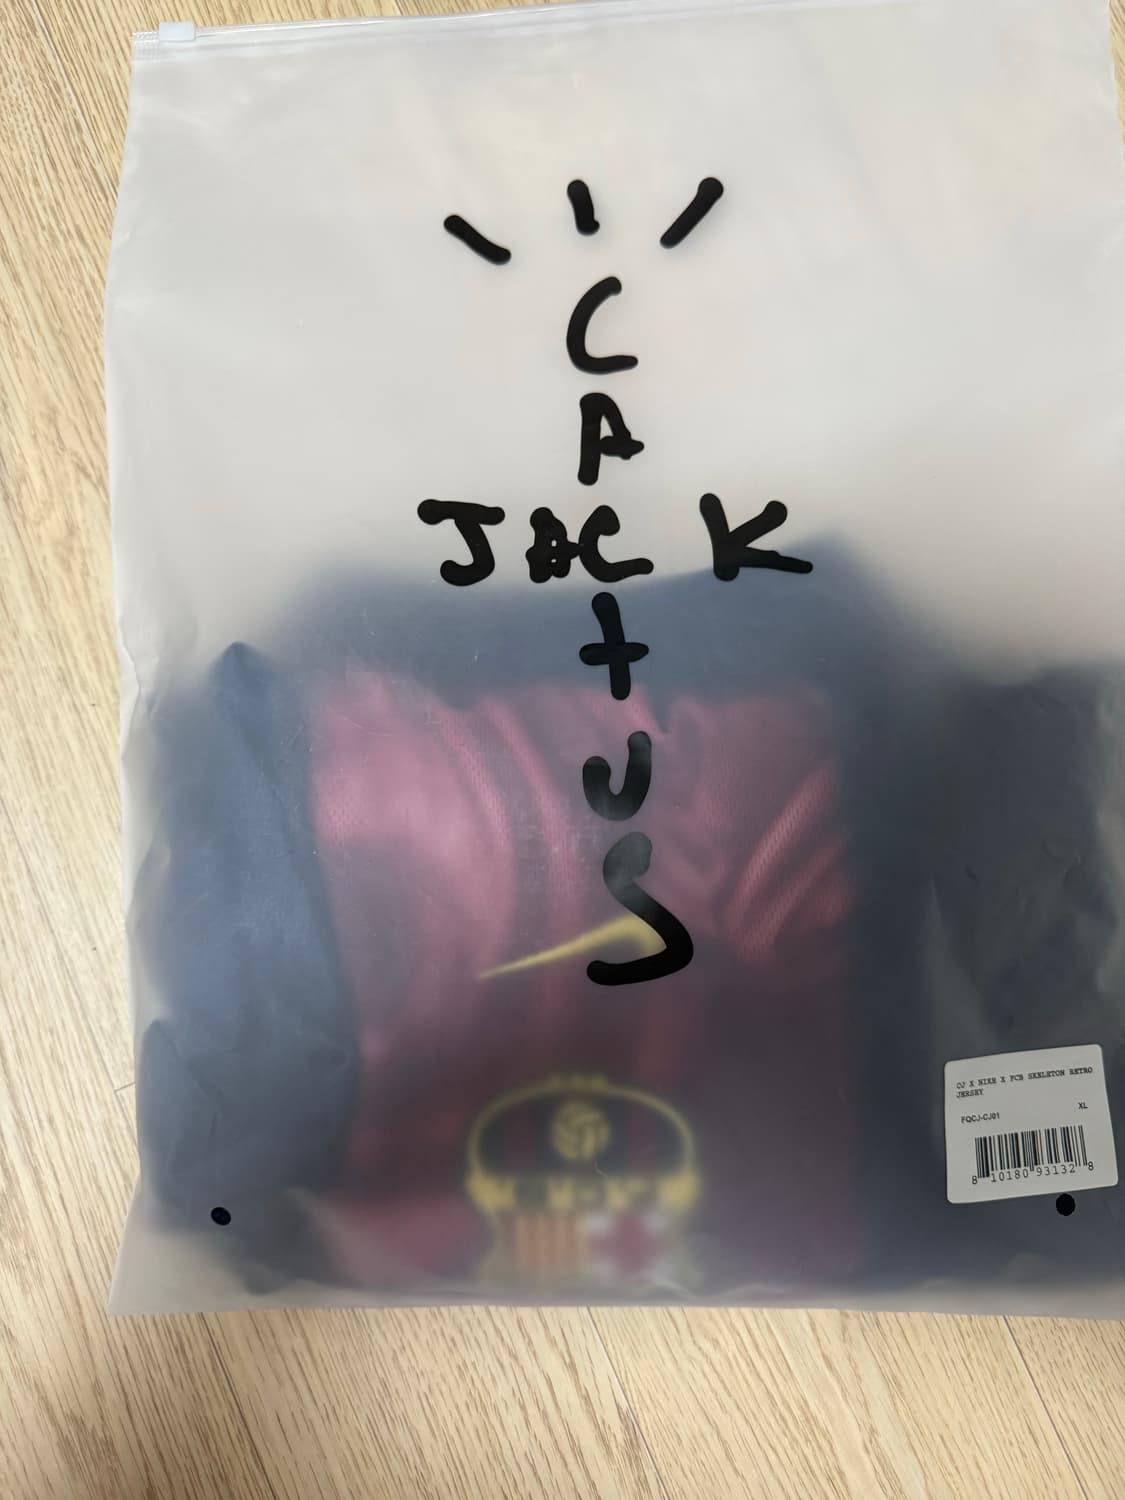 CACTUS
JACK
CJ X NIKE X FCB SKELETON RETRO
JERSEY
FQCJ-CJ01
XL
8 10180 93132 8